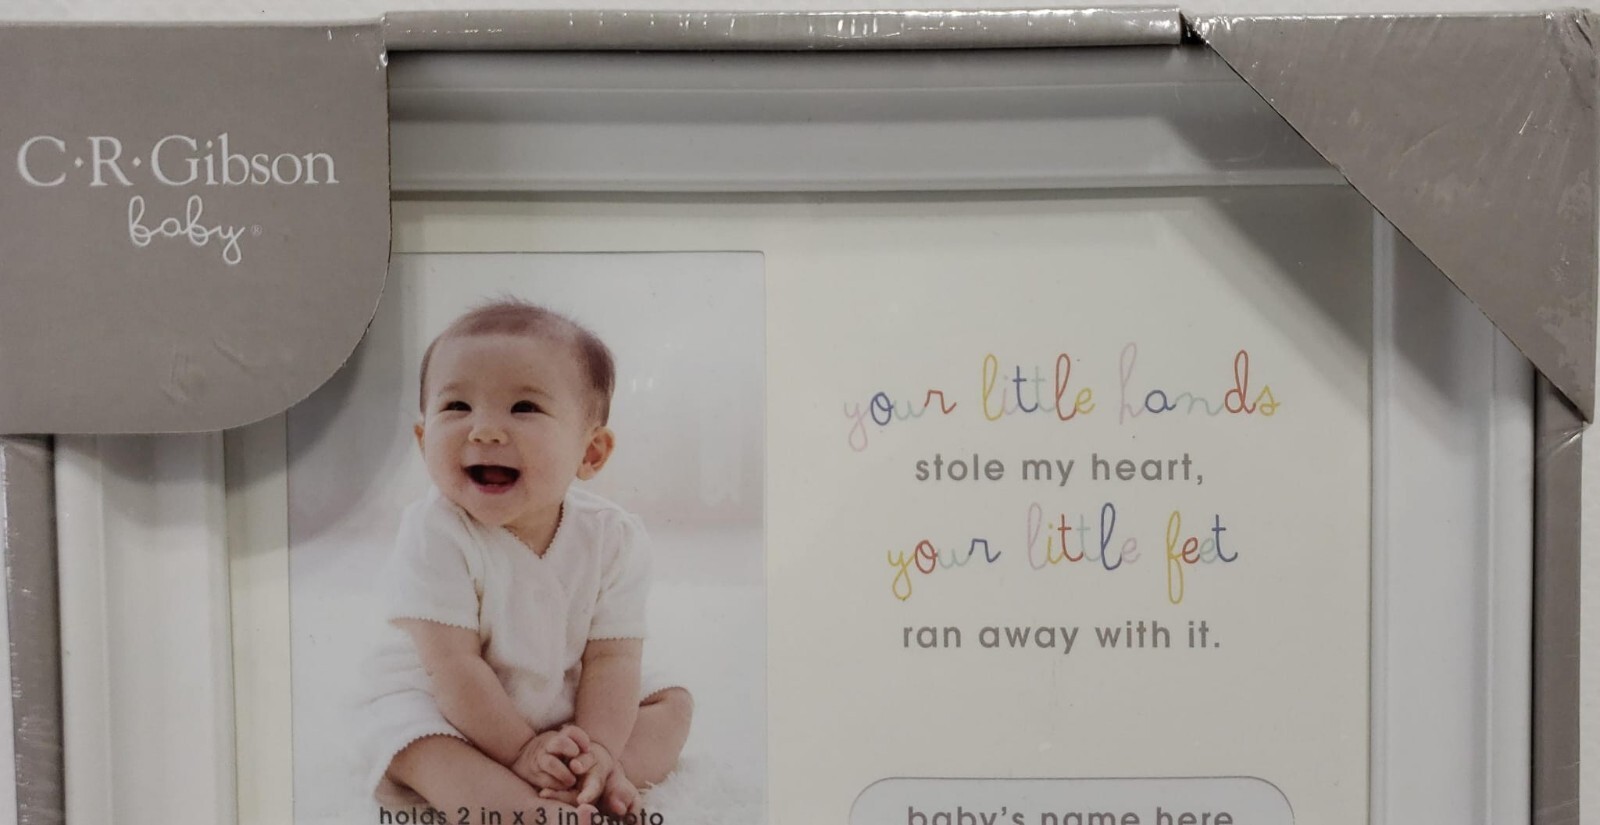 C·R·Gibson
baby®
your little hands
stole my heart,
your little feet
ran away with it.
holds 2 in x 3 in photo
baby's name here